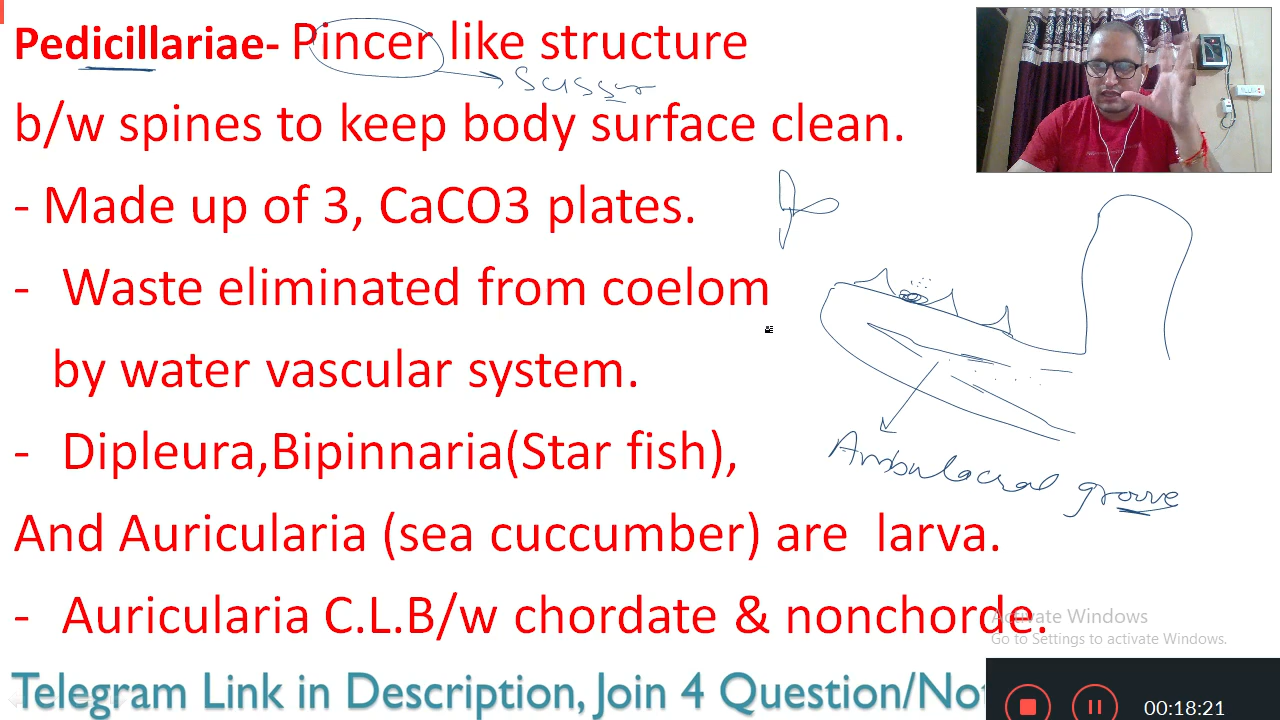 Pedicillariae- Pincer like structure
scissor
b/w spines to keep body surface clean.
- Made up of 3, CaCO3 plates.
- Waste eliminated from coelom
by water vascular system.
Ambulacral groove
- Dipleura,Bipinnaria(Star fish),
And Auricularia (sea cuccumber) are larva.
- Auricularia C.L.B/w chordate & nonchorde.
Activate Windows
Go to Settings to activate Windows.
Telegram Link in Description, Join 4 Question/Not
00:18:21